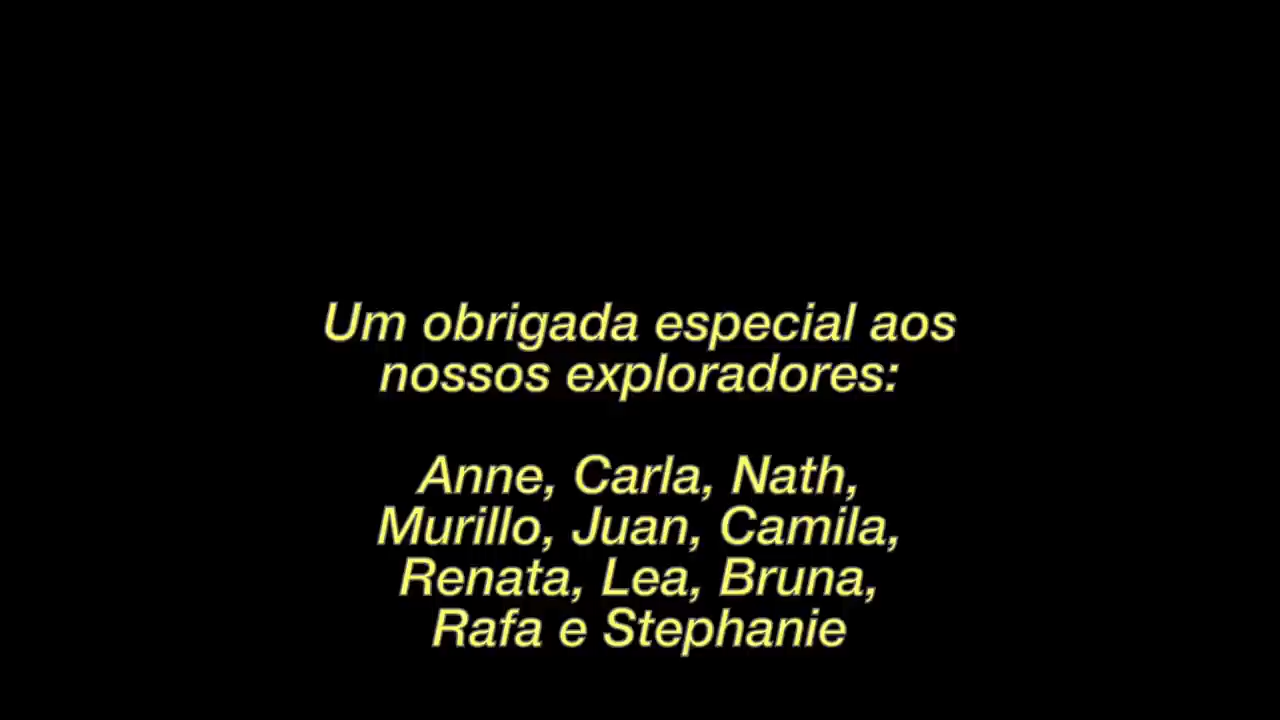 Um obrigada especial aos
nossos exploradores:
Anne, Carla, Nath,
Murillo, Juan, Camila,
Renata, Lea, Bruna,
Rafa e Stephanie